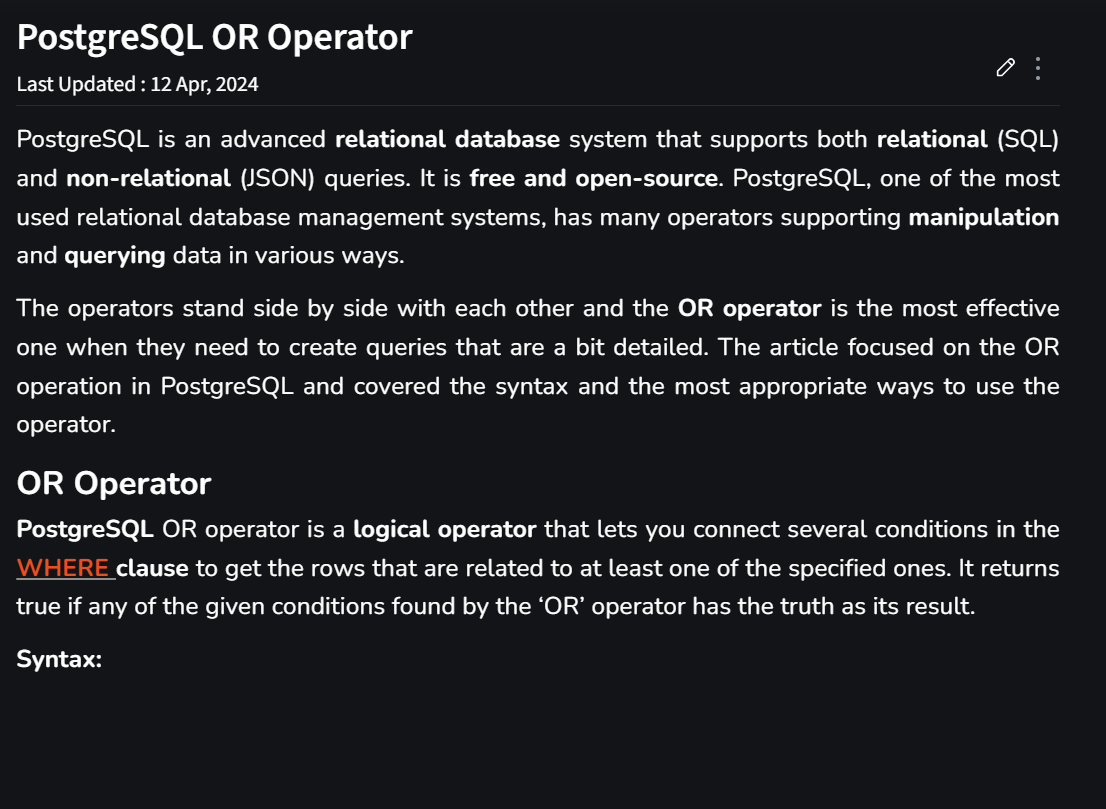 PostgreSQL OR Operator
Last Updated : 12 Apr, 2024
PostgreSQL is an advanced relational database system that supports both relational (SQL)
and non-relational (JSON) queries. It is free and open-source. PostgreSQL, one of the most
used relational database management systems, has many operators supporting manipulation
and querying data in various ways.
The operators stand side by side with each other and the OR operator is the most effective
one when they need to create queries that are a bit detailed. The article focused on the OR
operation in PostgreSQL and covered the syntax and the most appropriate ways to use the
operator.
OR Operator
PostgreSQL OR operator is a logical operator that lets you connect several conditions in the
WHERE clause to get the rows that are related to at least one of the specified ones. It returns
true if any of the given conditions found by the ‘OR’ operator has the truth as its result.
Syntax: